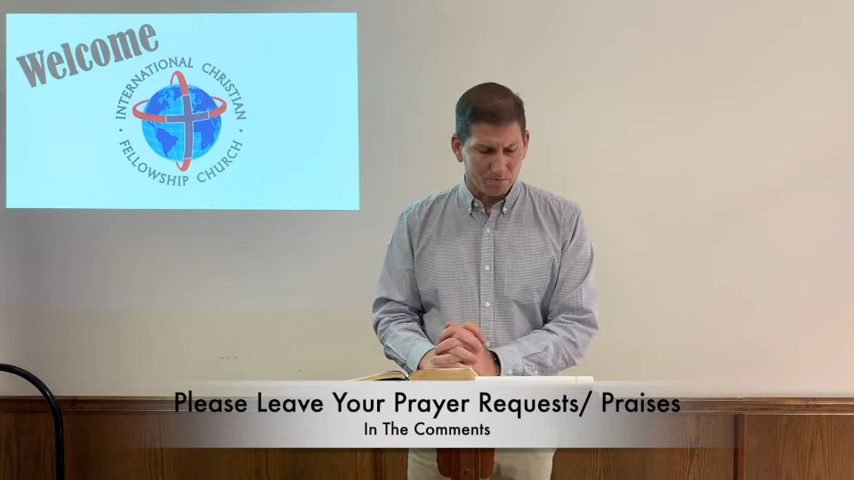 Welcome
INTERNATIONAL CHRISTIAN
FELLOWSHIP CHURCH
Please Leave Your Prayer Requests/ Praises
In The Comments